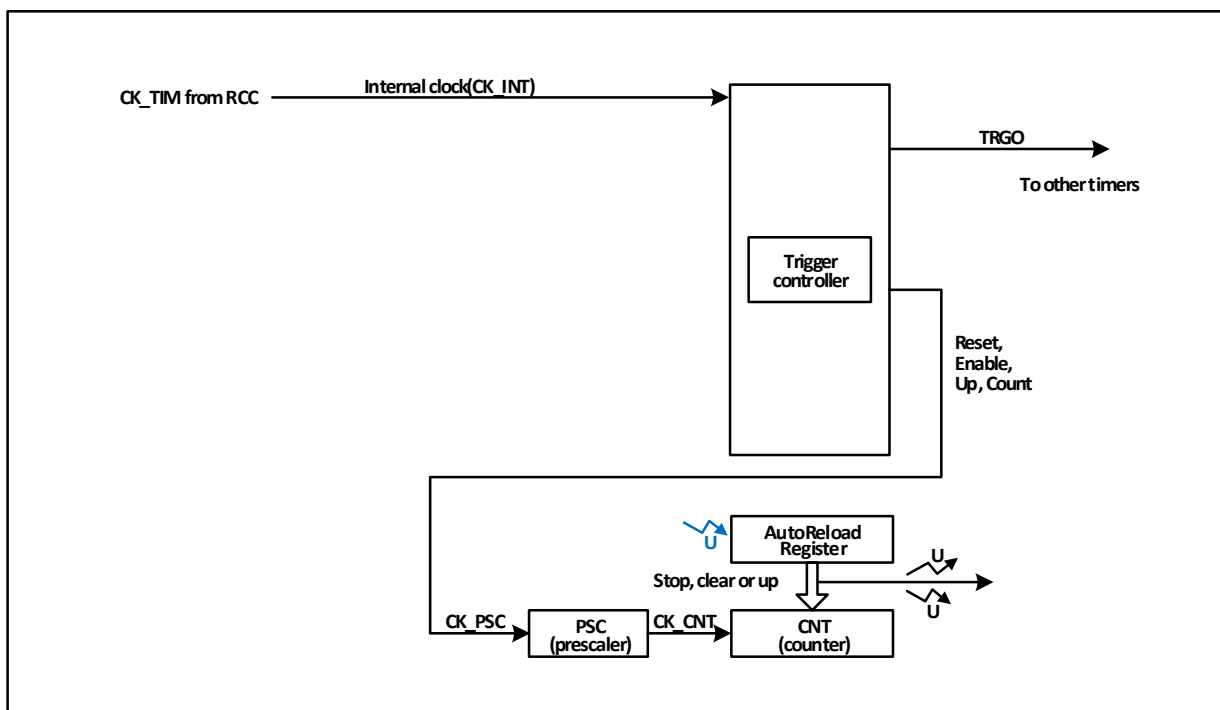 CK_TIM from RCC
Internal clock(CK_INT)
TRGO
To other timers
Trigger
controller
Reset,
Enable,
Up, Count
U
AutoReload
Register
Stop, clear or up
U
U
CK_PSC
PSC
(prescaler)
CK_CNT
CNT
(counter)